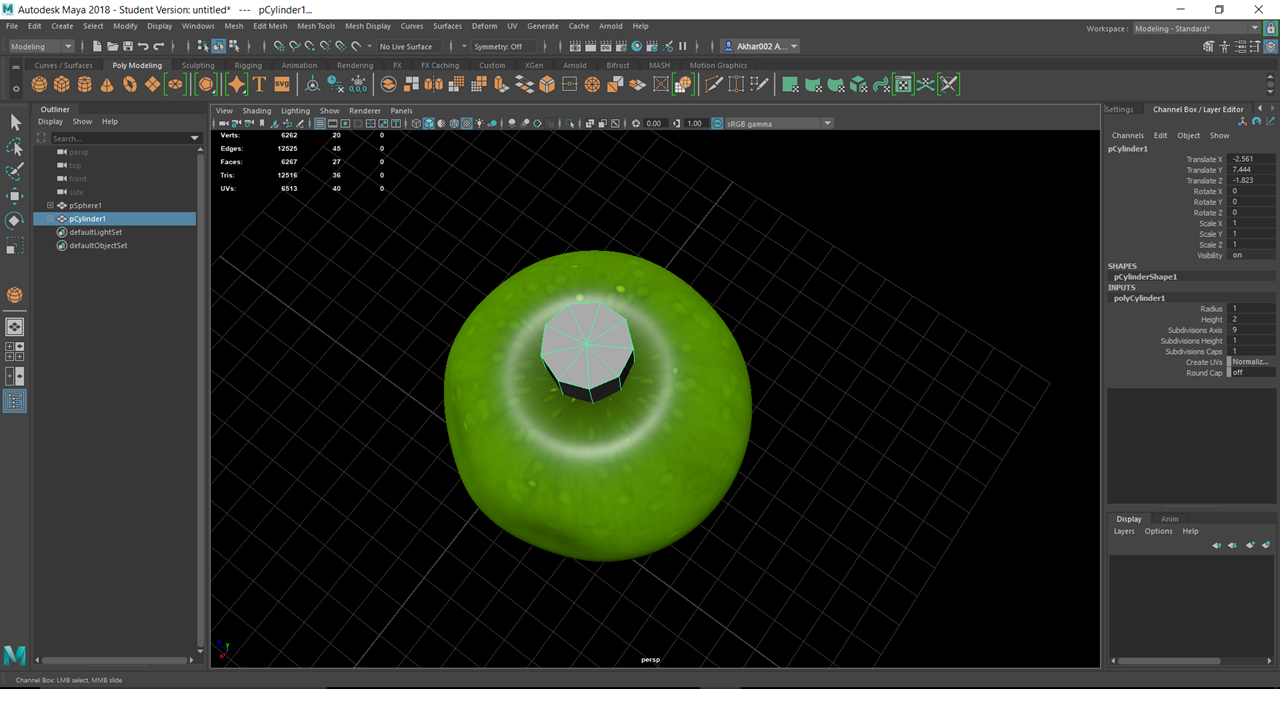 Autodesk Maya 2018 - Student Version: untitled* --- pCylinder1...
File Edit Create Select Modify Display Windows Mesh Edit Mesh Mesh Tools Mesh Display Curves Surfaces Deform UV Generate Cache Arnold Help
Workspace : Modeling - Standard*
Modeling No Live Surface Symmetry: Off Akhar002 A...
Curves / Surfaces Poly Modeling Sculpting Rigging Animation Rendering FX FX Caching Custom XGen Arnold Bifrost MASH Motion Graphics
T SVG
Outliner
Display Show Help
Search...
persp
top
front
side
pSphere1
pCylinder1
defaultLightSet
defaultObjectSet
View Shading Lighting Show Renderer Panels
0.00 1.00 sRGB gamma
Verts: 6262 20 0
Edges: 12525 45 0
Faces: 6267 27 0
Tris: 12516 36 0
UVs: 6513 40 0
y
persp
Settings Channel Box / Layer Editor
Channels Edit Object Show
pCylinder1
Translate X -2.561
Translate Y 7.444
Translate Z -1.823
Rotate X 0
Rotate Y 0
Rotate Z 0
Scale X 1
Scale Y 1
Scale Z 1
Visibility on
SHAPES
pCylinderShape1
INPUTS
polyCylinder1
Radius 1
Height 2
Subdivisions Axis 9
Subdivisions Height 1
Subdivisions Caps 1
Create UVs Normaliz...
Round Cap off
Display Anim
Layers Options Help
Channel Box: LMB select, MMB slide